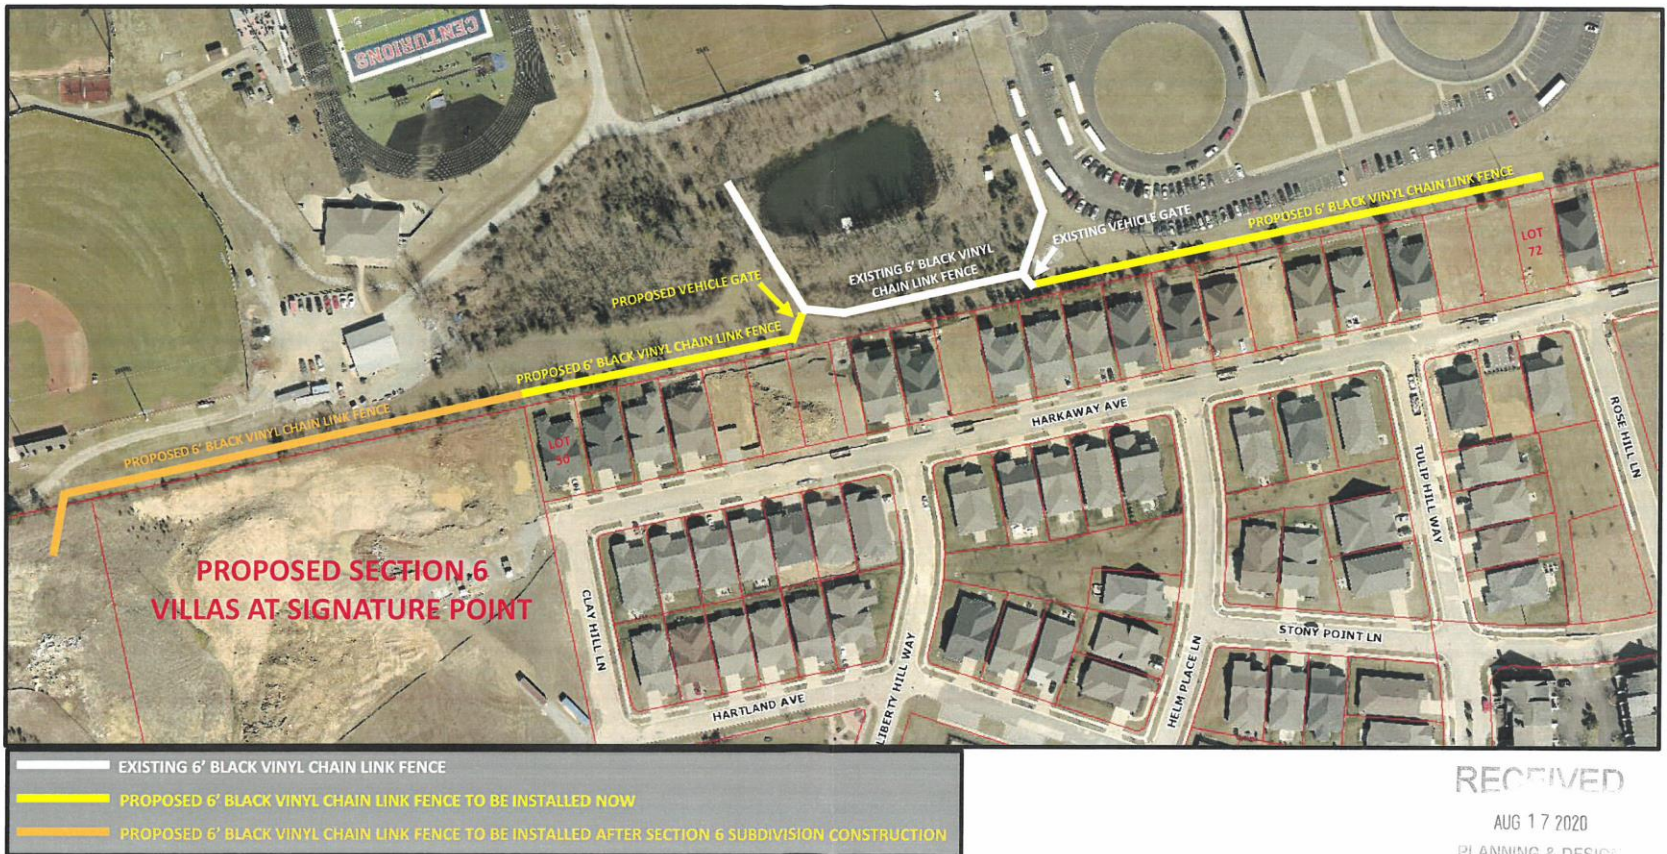 CENTURIONS
PROPOSED 6' BLACK VINYL CHAIN LINK FENCE
EXISTING VEHICLE GATE
LOT
72
EXISTING 6' BLACK VINYL
CHAIN LINK FENCE
PROPOSED VEHICLE GATE
PROPOSED 6' BLACK VINYL CHAIN LINK FENCE
PROPOSED 6' BLACK VINYL CHAIN LINK FENCE
LOT
30
HARKAWAY AVE
ROSE HILL LN
TULIP HILL WAY
PROPOSED SECTION 6
VILLAS AT SIGNATURE POINT
CLAY HILL LN
HARTLAND AVE
LIBERTY HILL WAY
HELM PLACE LN
STONY POINT LN
EXISTING 6' BLACK VINYL CHAIN LINK FENCE
PROPOSED 6' BLACK VINYL CHAIN LINK FENCE TO BE INSTALLED NOW
PROPOSED 6' BLACK VINYL CHAIN LINK FENCE TO BE INSTALLED AFTER SECTION 6 SUBDIVISION CONSTRUCTION
RECEIVED
AUG 17 2020
PLANNING & DESIGN